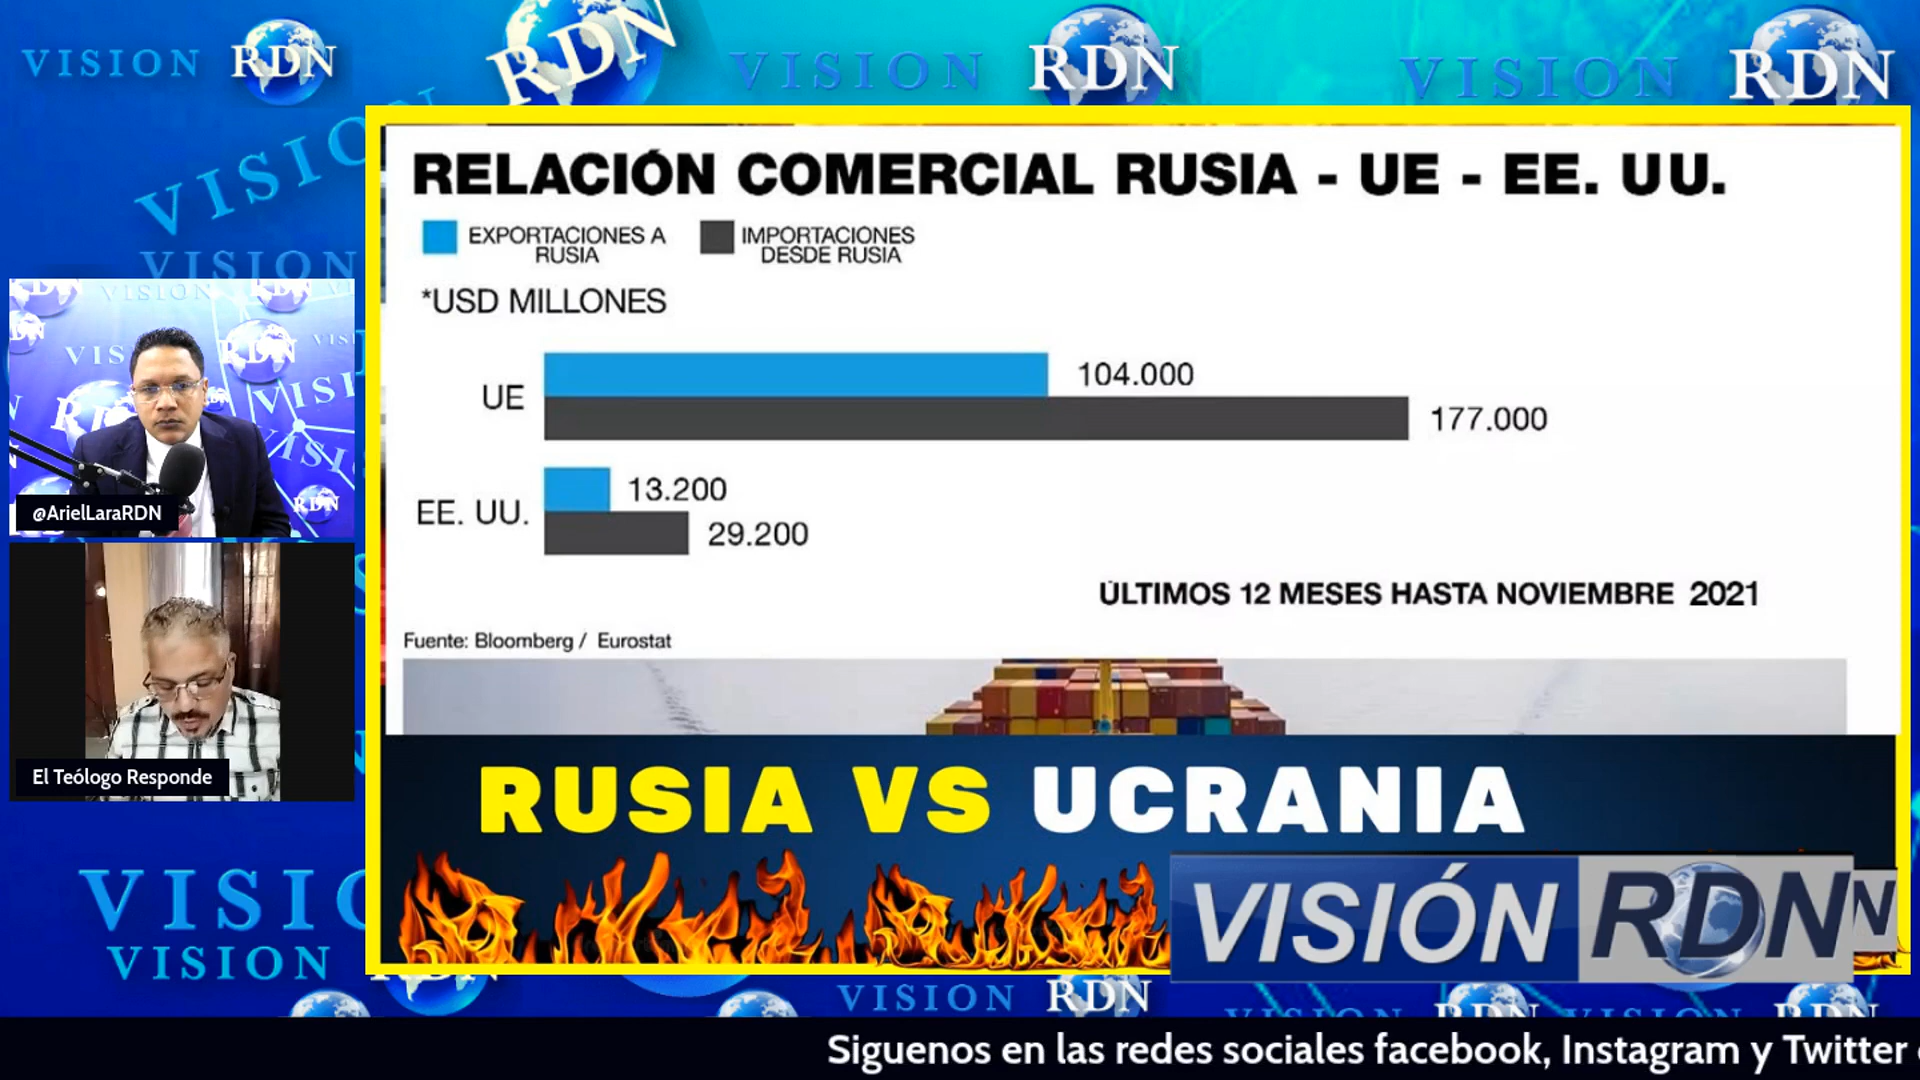 VISION RDN
RDN
VISION RDN
VISION RDN
VISIO
VISION
RELACIÓN COMERCIAL RUSIA - UE - EE. UU.
EXPORTACIONES A
RUSIA
IMPORTACIONES
DESDE RUSIA
*USD MILLONES
UE
104.000
177.000
EE. UU.
13.200
29.200
ÚLTIMOS 12 MESES HASTA NOVIEMBRE 2021
Fuente: Bloomberg / Eurostat
@ArielLaraRDN
El Teólogo Responde
RUSIA VS UCRANIA
VISIÓN RDN
VISION
VISION RDN
Siguenos en las redes sociales facebook, Instagram y Twitter